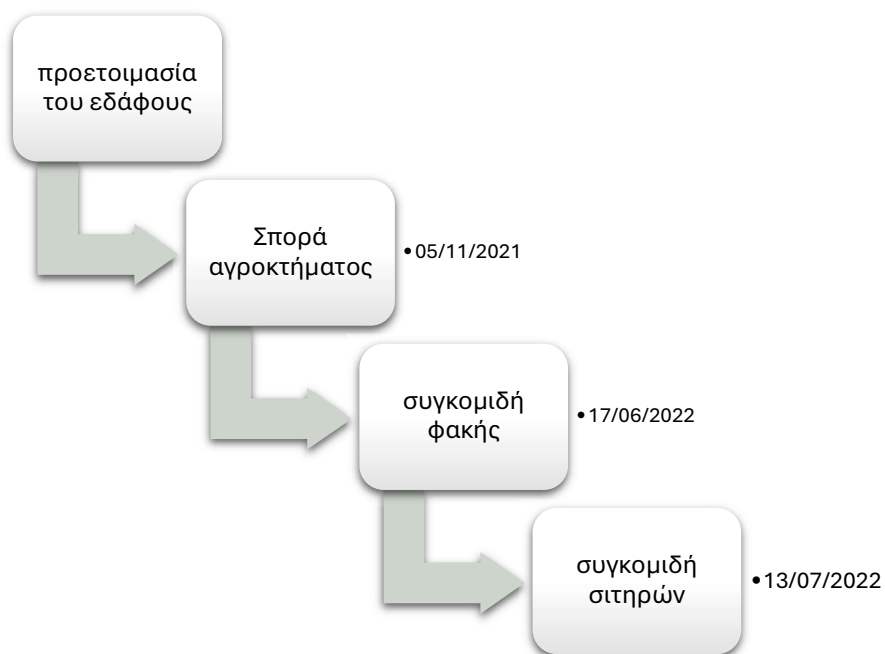 προετοιμασία
του εδάφους
Σπορά
αγροκτήματος
•05/11/2021
συγκομιδή
φακής
•17/06/2022
συγκομιδή
σιτηρών
•13/07/2022